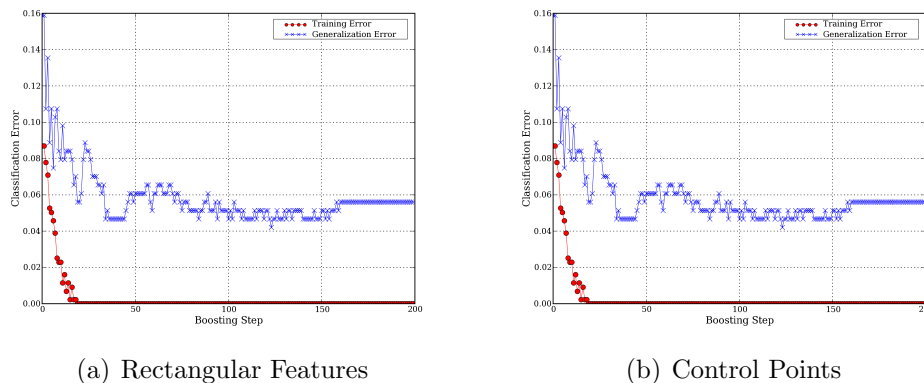 0.16
0.14
0.12
0.10
0.08
0.06
0.04
0.02
0.00
Classification Error
Training Error
Generalization Error
0 50 100 150 200
Boosting Step
(a) Rectangular Features
0.16
0.14
0.12
0.10
0.08
0.06
0.04
0.02
0.00
Classification Error
Training Error
Generalization Error
0 50 100 150 200
Boosting Step
(b) Control Points